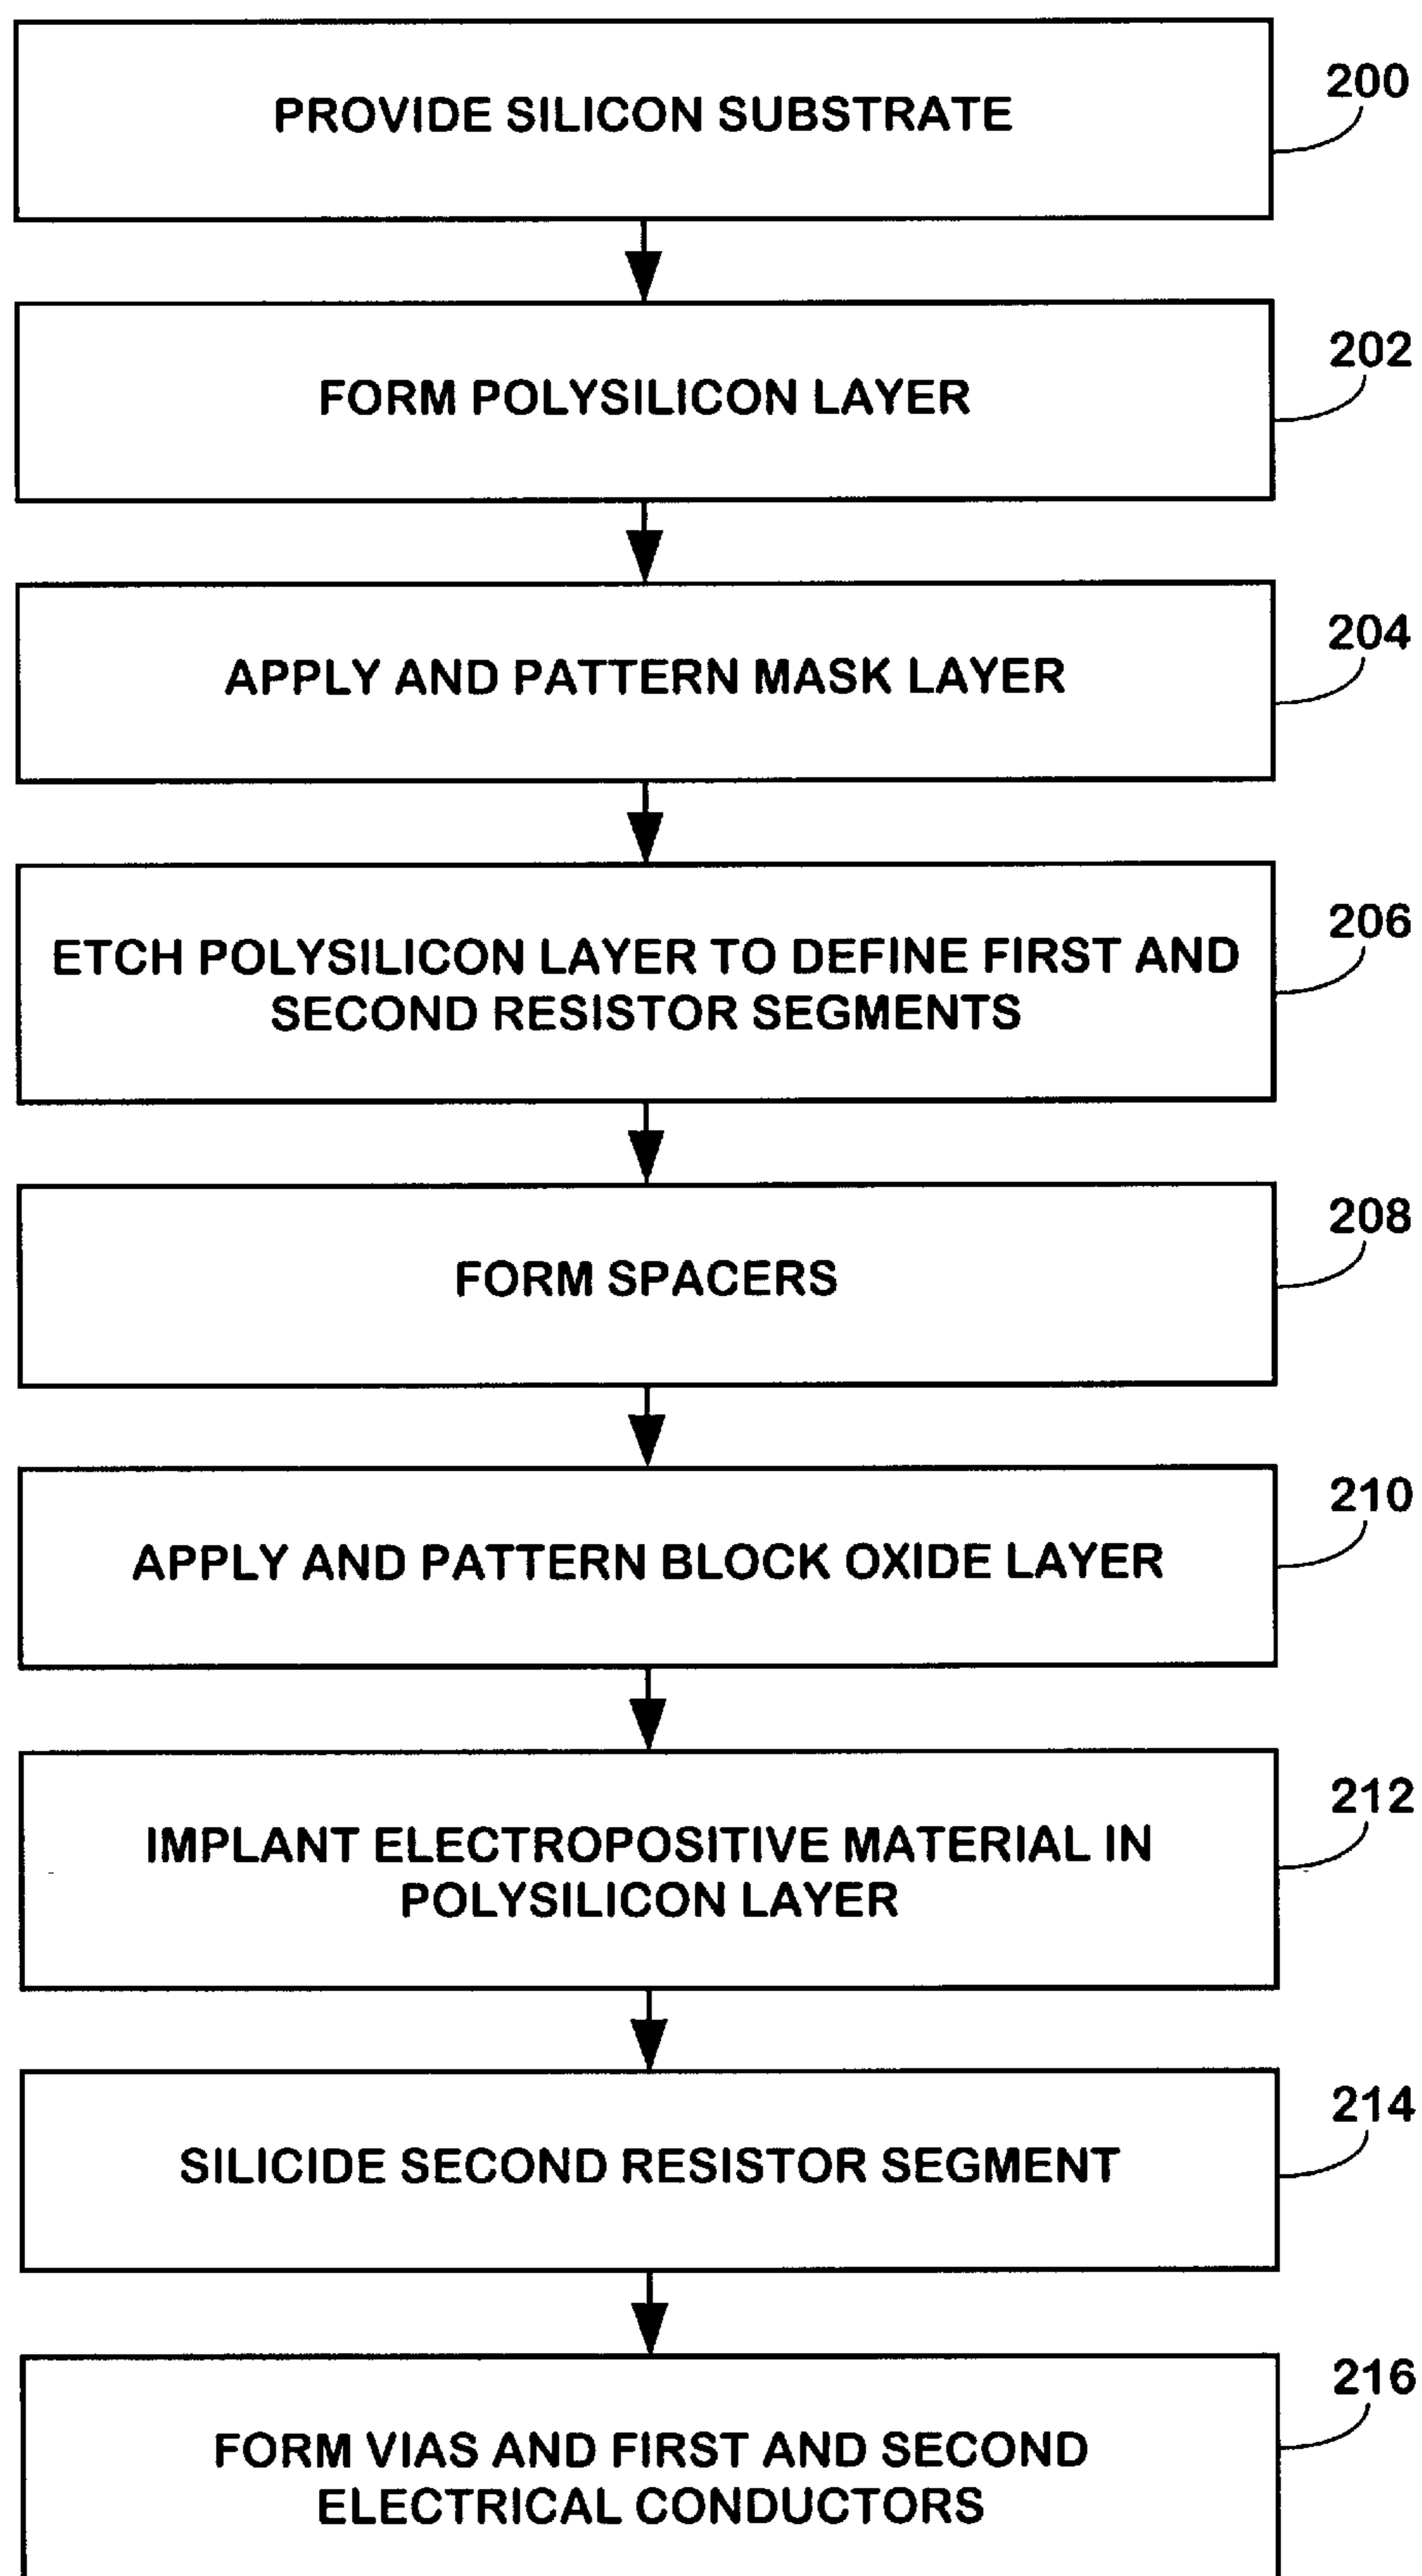 PROVIDE SILICON SUBSTRATE
200
FORM POLYSILICON LAYER
202
APPLY AND PATTERN MASK LAYER
204
ETCH POLYSILICON LAYER TO DEFINE FIRST AND
SECOND RESISTOR SEGMENTS
206
FORM SPACERS
208
APPLY AND PATTERN BLOCK OXIDE LAYER
210
IMPLANT ELECTROPOSITIVE MATERIAL IN
POLYSILICON LAYER
212
SILICIDE SECOND RESISTOR SEGMENT
214
FORM VIAS AND FIRST AND SECOND
ELECTRICAL CONDUCTORS
216